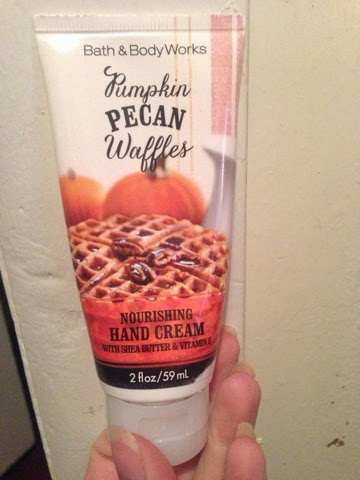 Bath & Body Works
Pumpkin
PECAN
Waffles
NOURISHING
HAND CREAM
WITH SHEA BUTTER & VITAMIN E
2 fl oz/59 mL